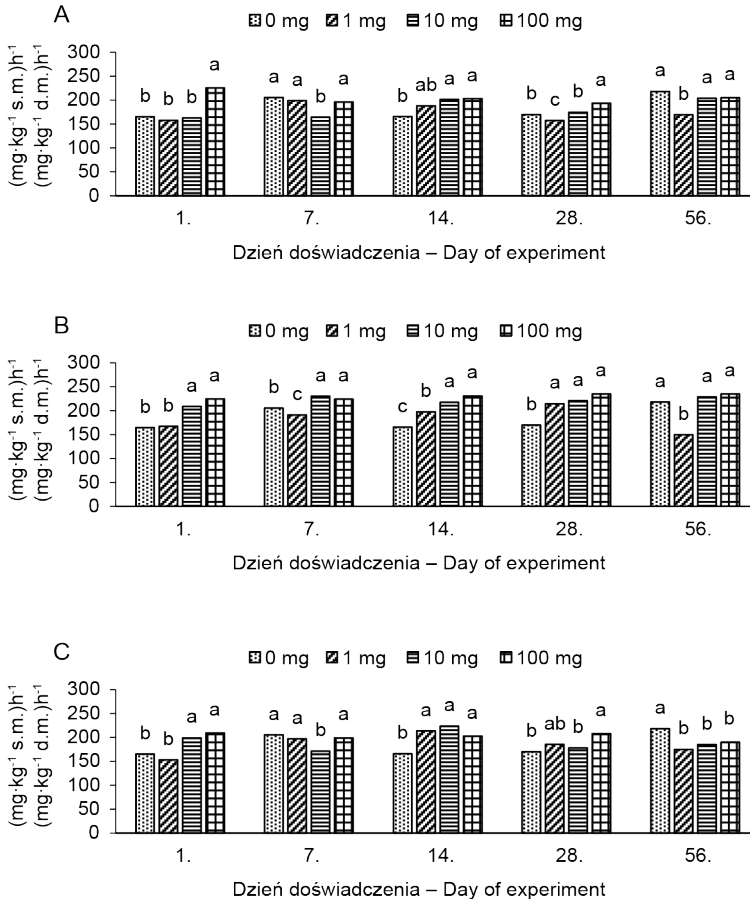 A
0 mg 1 mg 10 mg 100 mg
(mg·kg⁻¹ s.m.)h⁻¹
(mg·kg⁻¹ d.m.)h⁻¹
300
250
200
150
100
50
0
b b b a
a a b a
b ab a a
b c b a
a b a a
1. 7. 14. 28. 56.
Dzień doświadczenia – Day of experiment
B
0 mg 1 mg 10 mg 100 mg
(mg·kg⁻¹ s.m.)h⁻¹
(mg·kg⁻¹ d.m.)h⁻¹
300
250
200
150
100
50
0
b b a a
b c a a
c b a a
b a a a
a b a a
1. 7. 14. 28. 56.
Dzień doświadczenia – Day of experiment
C
0 mg 1 mg 10 mg 100 mg
(mg·kg⁻¹ s.m.)h⁻¹
(mg·kg⁻¹ d.m.)h⁻¹
300
250
200
150
100
50
0
b b a a
a a b a
b a a a
b ab b a
a b b b
1. 7. 14. 28. 56.
Dzień doświadczenia – Day of experiment